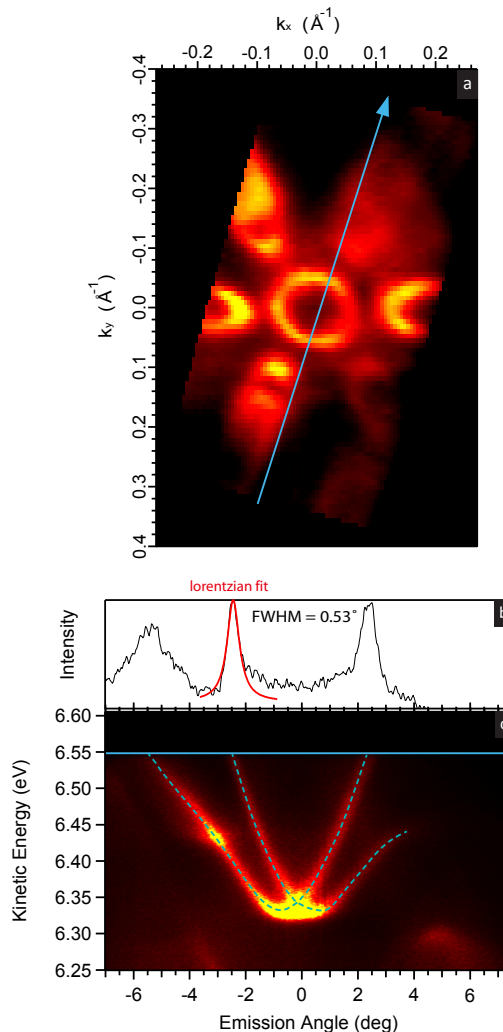 kx (Å-1)
-0.2 -0.1 0.0 0.1 0.2
a
-0.3
-0.2
-0.1
0.0
0.1
0.2
0.3
0.4
ky (Å-1)
lorentzian fit
FWHM = 0.53°
b
Intensity
6.60
c
6.55
6.50
6.45
6.40
6.35
6.30
6.25
Kinetic Energy (eV)
-6 -4 -2 0 2 4 6
Emission Angle (deg)